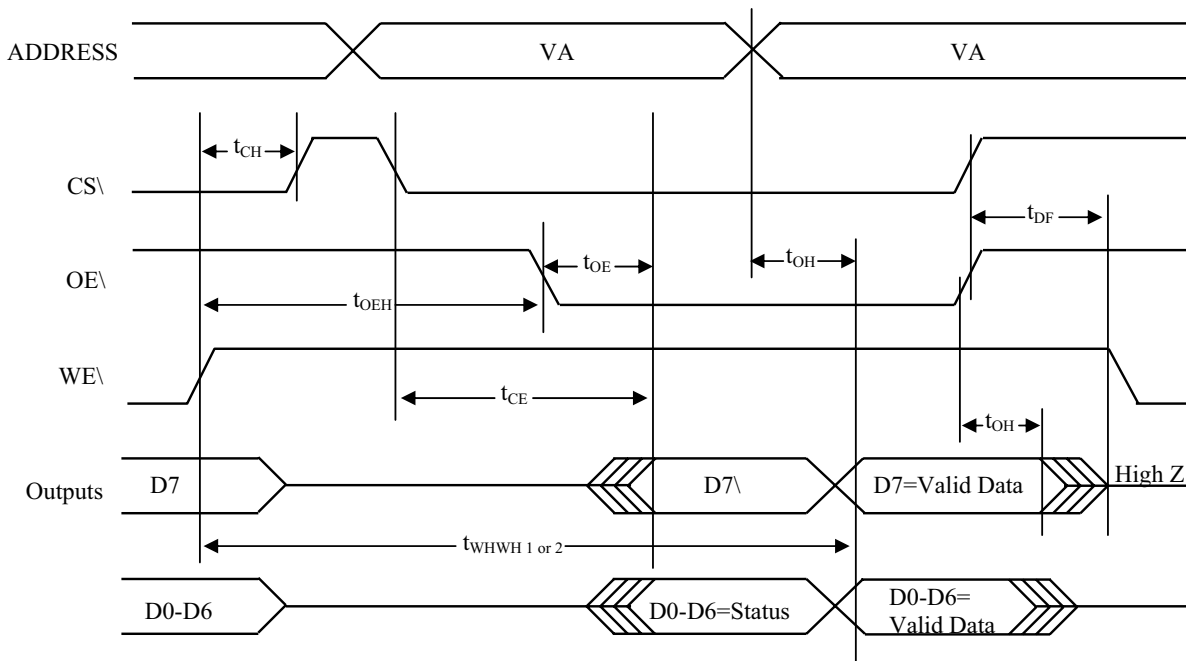 ADDRESS
VA
VA
CS\
tCH
tDF
OE\
tOE
tOH
tOEH
WE\
tCE
tOH
Outputs
D7
D7\
D7=Valid Data
High Z
tWHWH 1 or 2
D0-D6
D0-D6=Status
D0-D6=
Valid Data